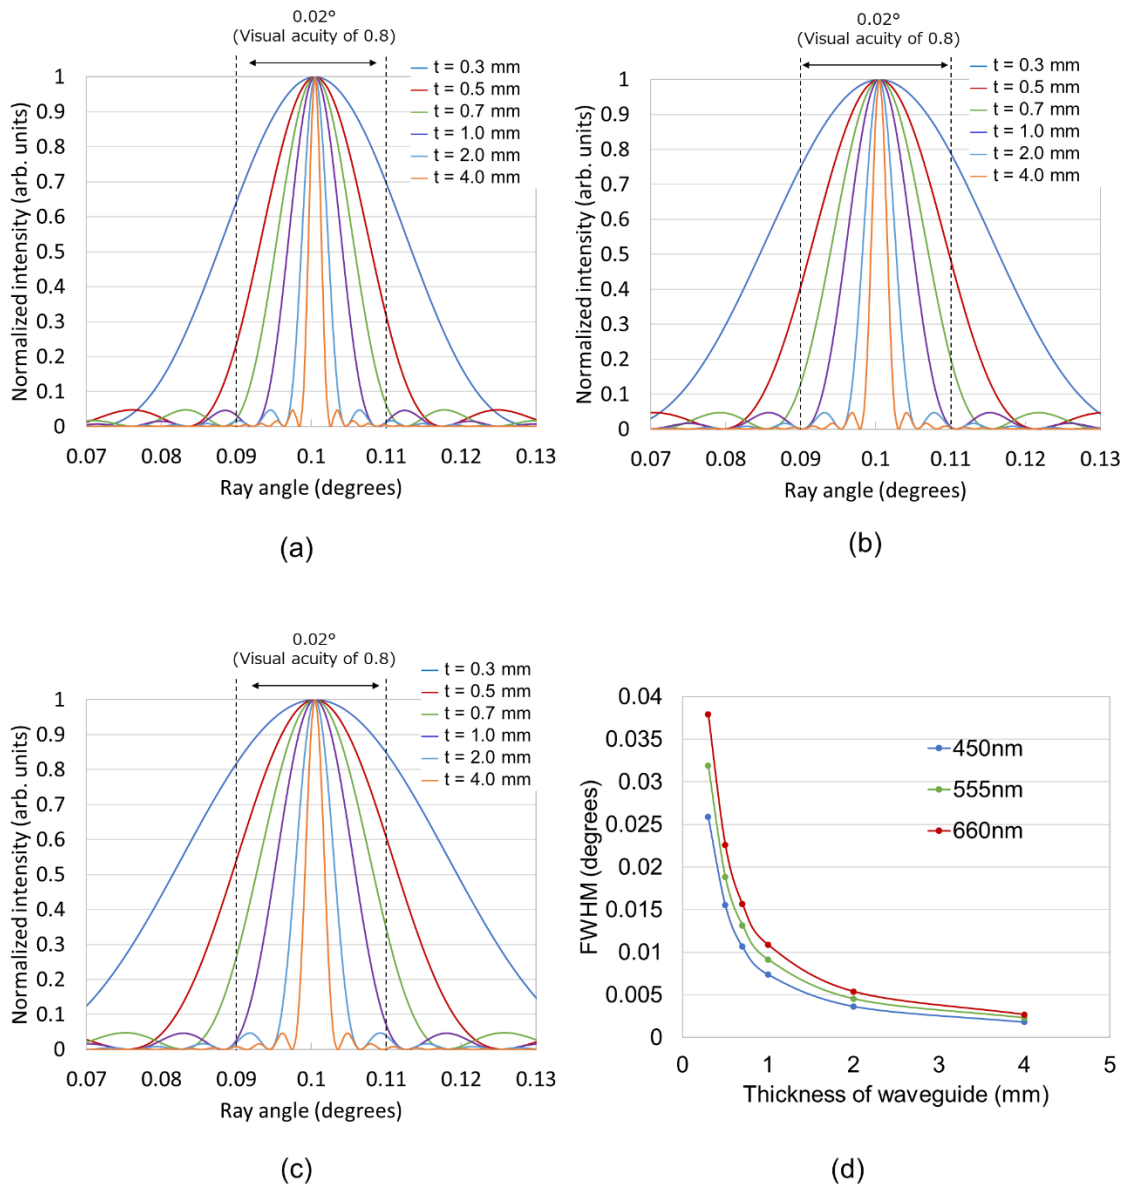 0.02°
(Visual acuity of 0.8)
t = 0.3 mm
t = 0.5 mm
t = 0.7 mm
t = 1.0 mm
t = 2.0 mm
t = 4.0 mm
Normalized intensity (arb. units)
1
0.9
0.8
0.7
0.6
0.5
0.4
0.3
0.2
0.1
0
0.07 0.08 0.09 0.1 0.11 0.12 0.13
Ray angle (degrees)
(a)
0.02°
(Visual acuity of 0.8)
t = 0.3 mm
t = 0.5 mm
t = 0.7 mm
t = 1.0 mm
t = 2.0 mm
t = 4.0 mm
Normalized intensity (arb. units)
1
0.9
0.8
0.7
0.6
0.5
0.4
0.3
0.2
0.1
0
0.07 0.08 0.09 0.1 0.11 0.12 0.13
Ray angle (degrees)
(b)
0.02°
(Visual acuity of 0.8)
t = 0.3 mm
t = 0.5 mm
t = 0.7 mm
t = 1.0 mm
t = 2.0 mm
t = 4.0 mm
Normalized intensity (arb. units)
1
0.9
0.8
0.7
0.6
0.5
0.4
0.3
0.2
0.1
0
0.07 0.08 0.09 0.1 0.11 0.12 0.13
Ray angle (degrees)
(c)
FWHM (degrees)
0.04
0.035
0.03
0.025
0.02
0.015
0.01
0.005
0
450nm
555nm
660nm
0 1 2 3 4 5
Thickness of waveguide (mm)
(d)